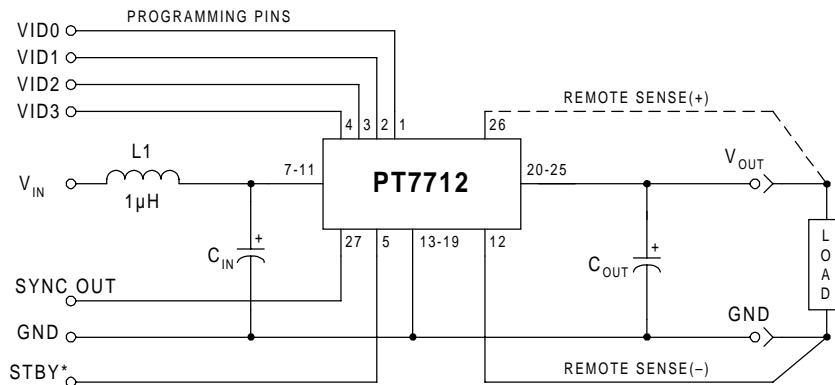 PROGRAMMING PINS
VID0
VID1
VID2
VID3
4 3 2 1
26
REMOTE SENSE(+)
L1
1µH
V_IN
7-11
PT7712
20-25
V_OUT
27 5 13-19 12
C_IN +
C_OUT +
LOAD
SYNC OUT
GND
GND
STBY*
REMOTE SENSE(–)